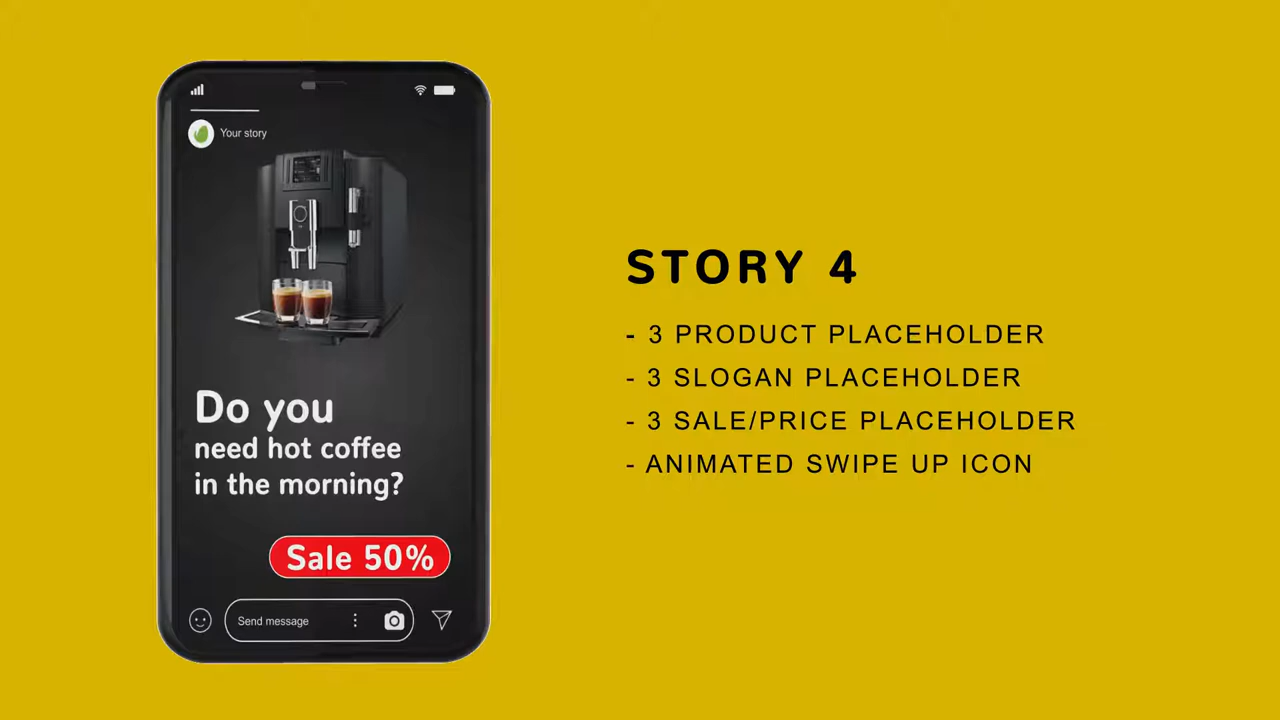 Your story
Do you
need hot coffee
in the morning?
Sale 50%
Send message
STORY 4
- 3 PRODUCT PLACEHOLDER
- 3 SLOGAN PLACEHOLDER
- 3 SALE/PRICE PLACEHOLDER
- ANIMATED SWIPE UP ICON